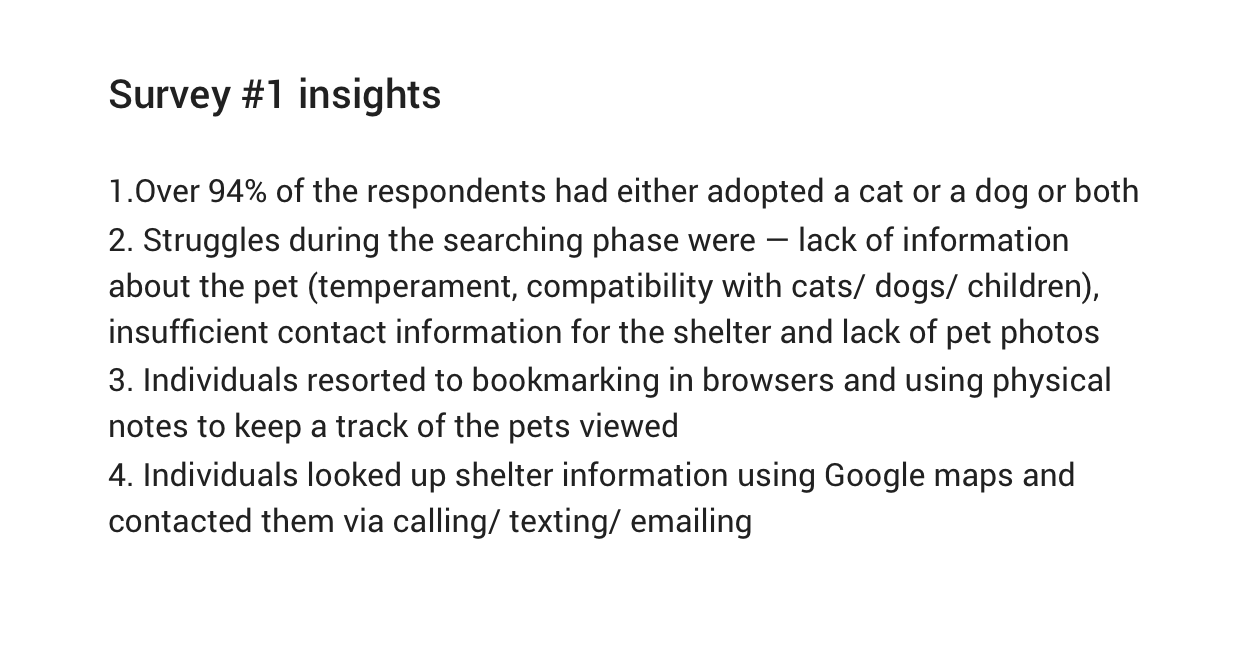 Survey #1 insights
1.Over 94% of the respondents had either adopted a cat or a dog or both
2. Struggles during the searching phase were — lack of information
about the pet (temperament, compatibility with cats/ dogs/ children),
insufficient contact information for the shelter and lack of pet photos
3. Individuals resorted to bookmarking in browsers and using physical
notes to keep a track of the pets viewed
4. Individuals looked up shelter information using Google maps and
contacted them via calling/ texting/ emailing